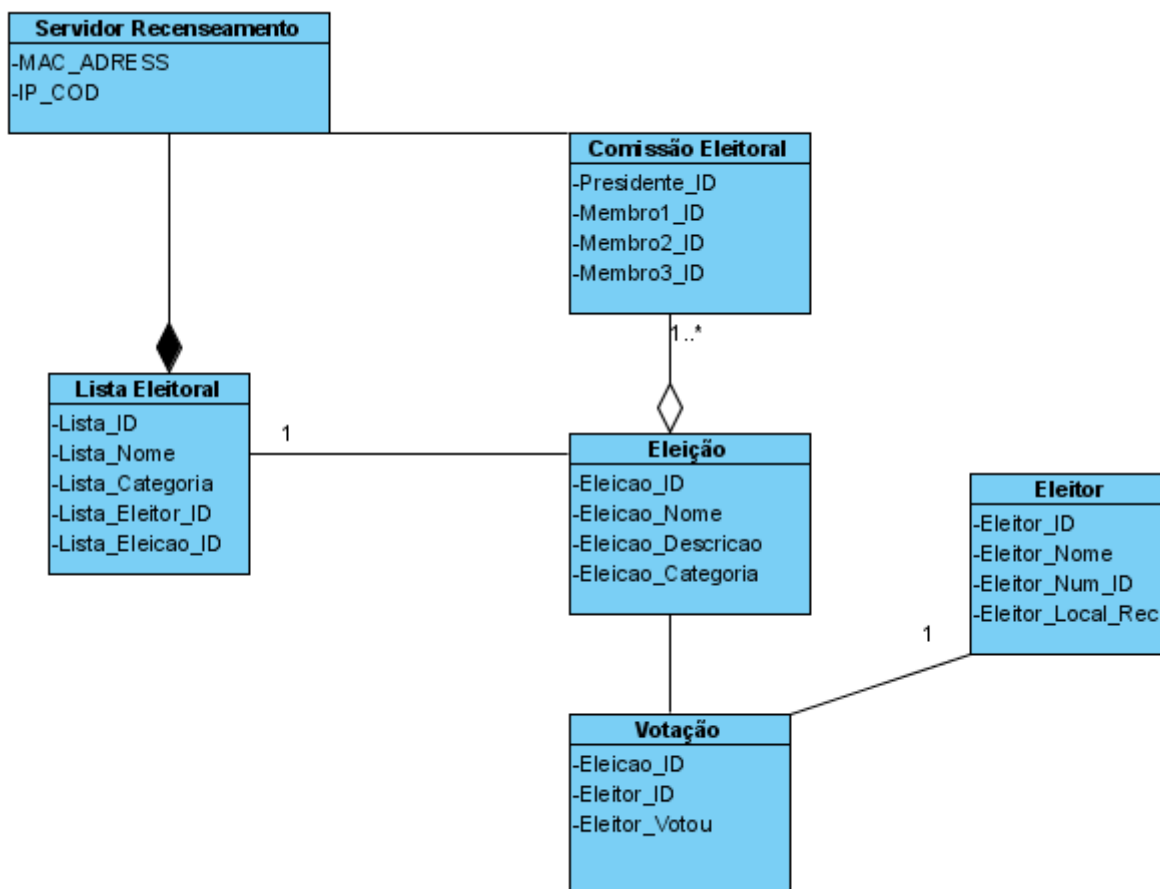 Servidor Recenseamento
-MAC_ADRESS
-IP_COD
Comissão Eleitoral
-Presidente_ID
-Membro1_ID
-Membro2_ID
-Membro3_ID
1..*
Lista Eleitoral
-Lista_ID
-Lista_Nome
-Lista_Categoria
-Lista_Eleitor_ID
-Lista_Eleicao_ID
1
Eleição
-Eleicao_ID
-Eleicao_Nome
-Eleicao_Descricao
-Eleicao_Categoria
Eleitor
-Eleitor_ID
-Eleitor_Nome
-Eleitor_Num_ID
-Eleitor_Local_Rec
1
Votação
-Eleicao_ID
-Eleitor_ID
-Eleitor_Votou